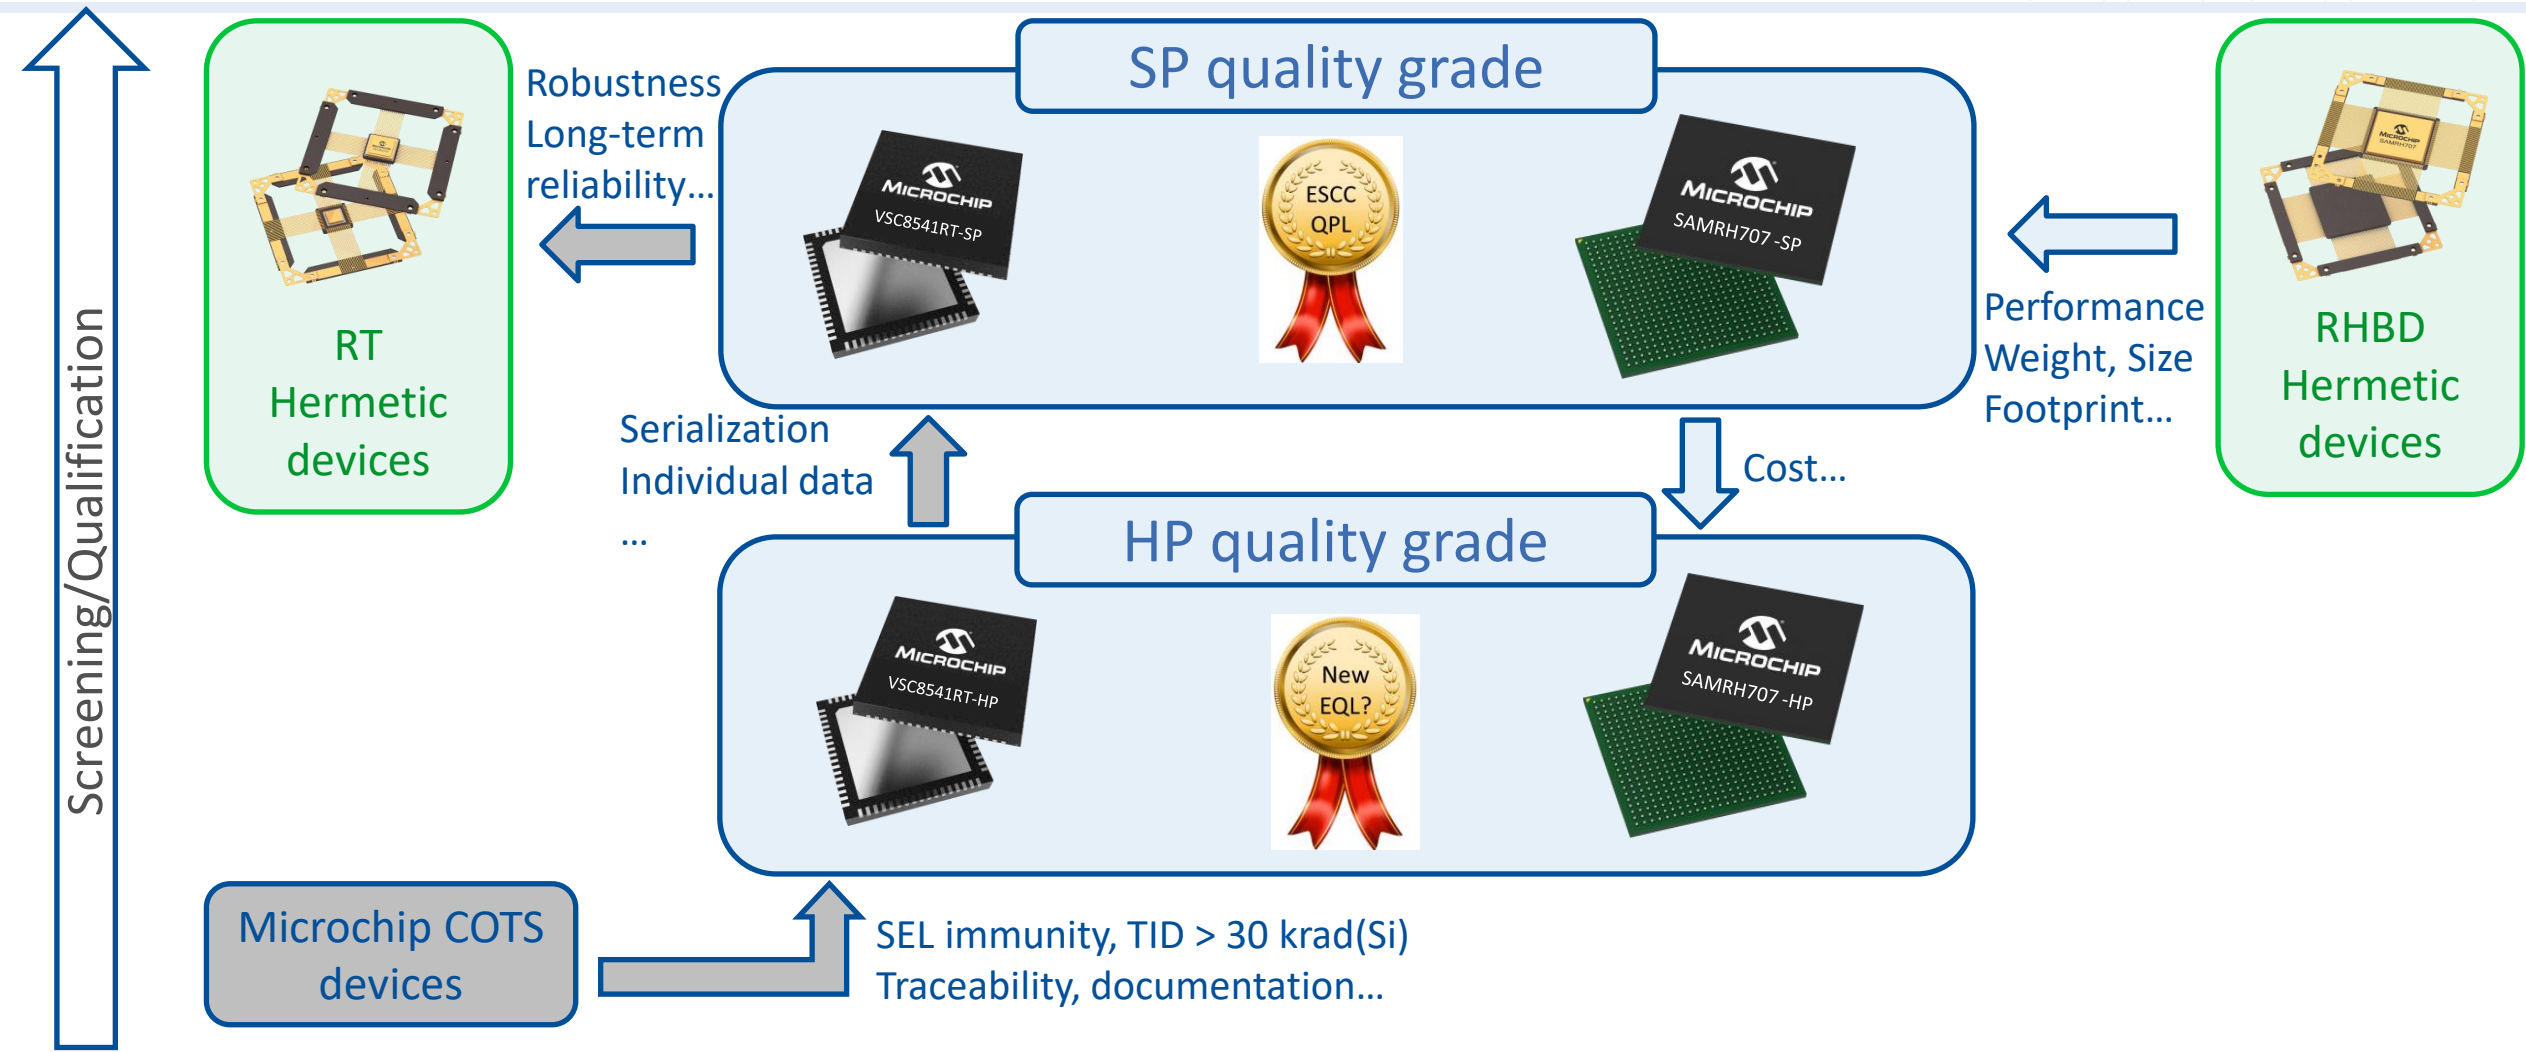 Screening/Qualification
RT
Hermetic
devices
Robustness
Long-term
reliability...
SP quality grade
MICROCHIP
VSC8541RT-SP
ESCC
QPL
MICROCHIP
SAMRH707 -SP
Performance
Weight, Size
Footprint...
MICROCHIP
SAMRH707
RHBD
Hermetic
devices
Serialization
Individual data
...
Cost...
HP quality grade
MICROCHIP
VSC8541RT-HP
New
EQL?
MICROCHIP
SAMRH707 -HP
Microchip COTS
devices
SEL immunity, TID > 30 krad(Si)
Traceability, documentation...